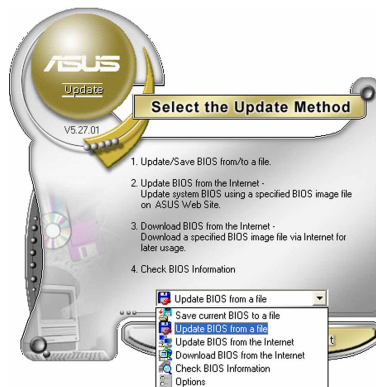 ASUS
Update
V5.27.01
Select the Update Method
1. Update/Save BIOS from/to a file.
2. Update BIOS from the Internet -
Update system BIOS using a specified BIOS image file
on ASUS Web Site.
3. Download BIOS from the Internet -
Download a specified BIOS image file via Internet for
later usage.
4. Check BIOS Information
Update BIOS from a file
Save current BIOS to a file
Update BIOS from a file
Update BIOS from the Internet
Download BIOS from the Internet
Check BIOS Information
Options